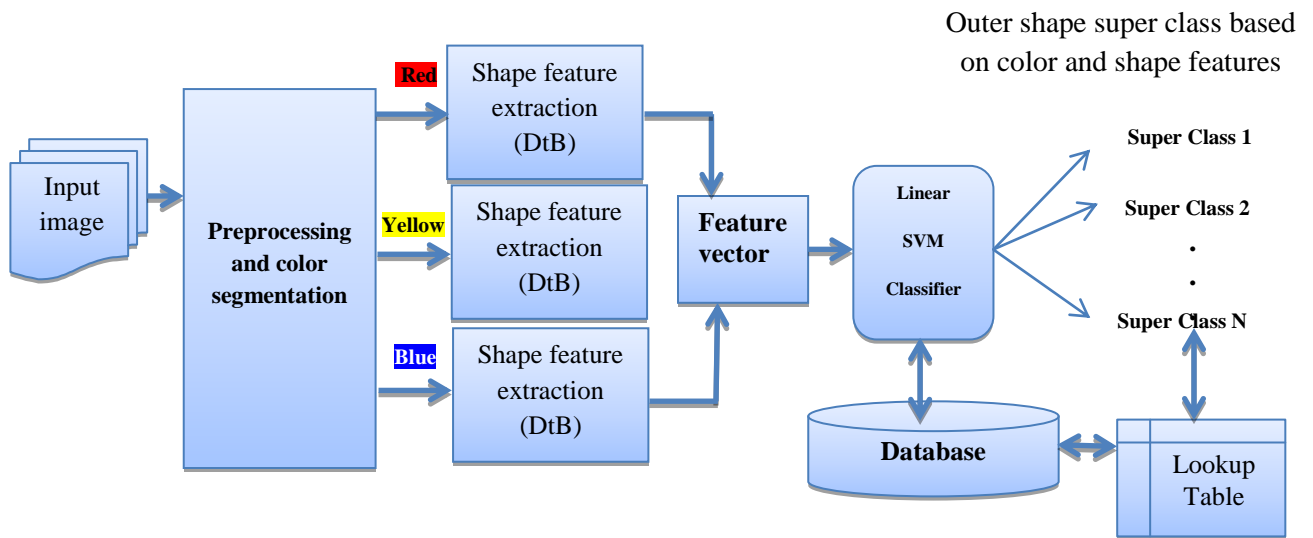 Outer shape super class based
on color and shape features
Input
image
Preprocessing
and color
segmentation
Red
Shape feature
extraction
(DtB)
Yellow
Shape feature
extraction
(DtB)
Blue
Shape feature
extraction
(DtB)
Feature
vector
Linear
SVM
Classifier
Super Class 1
Super Class 2
.
.
.
Super Class N
Database
Lookup
Table